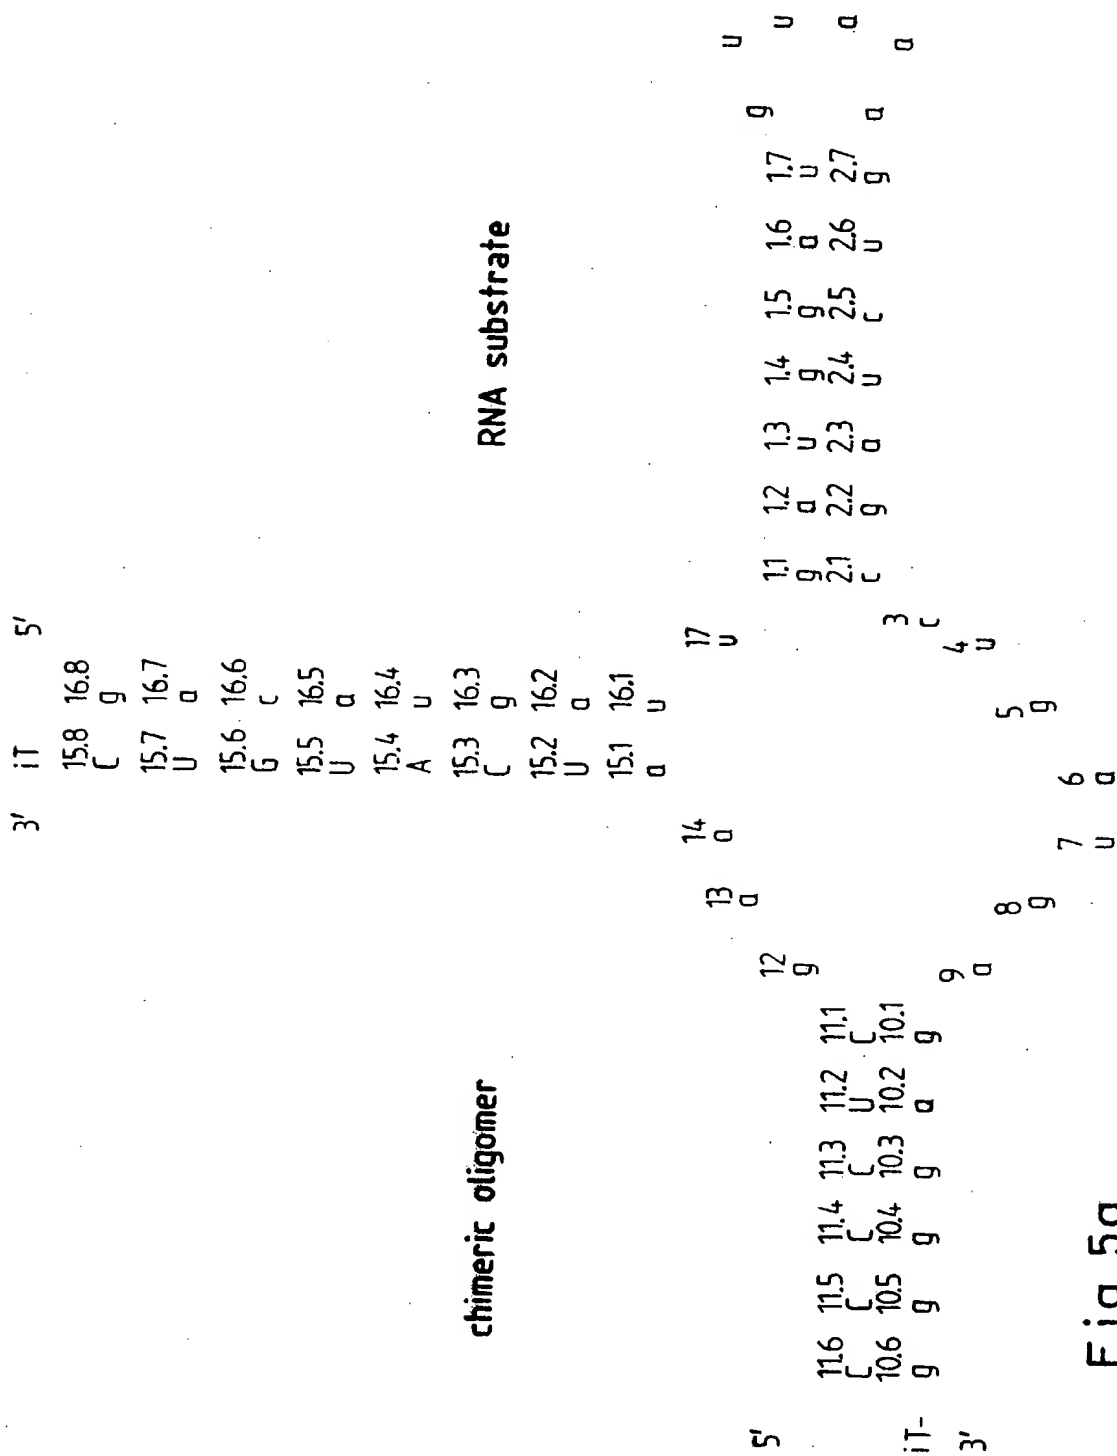 3' iT 5'
15.8 16.8
C g
15.7 16.7
U a
15.6 16.6
G c
15.5 16.5
U a
15.4 16.4
A u
15.3 16.3
C g
chimeric oligomer
RNA substrate
15.2 16.2
U a
15.1 16.1
a u
14 17
a u
13
a
12
g
1.1 1.2 1.3 1.4 1.5 1.6 1.7
g a u g g a u g u u a a a
2.1 2.2 2.3 2.4 2.5 2.6 2.7
c g a u c u g
5'
11.6 11.5 11.4 11.3 11.2 11.1
C C C C U C
10.6 10.5 10.4 10.3 10.2 10.1
iT- g g g g a g
3'
9 3
a c
4
u
8 5
g g
7 6
u a
Fig. 5a